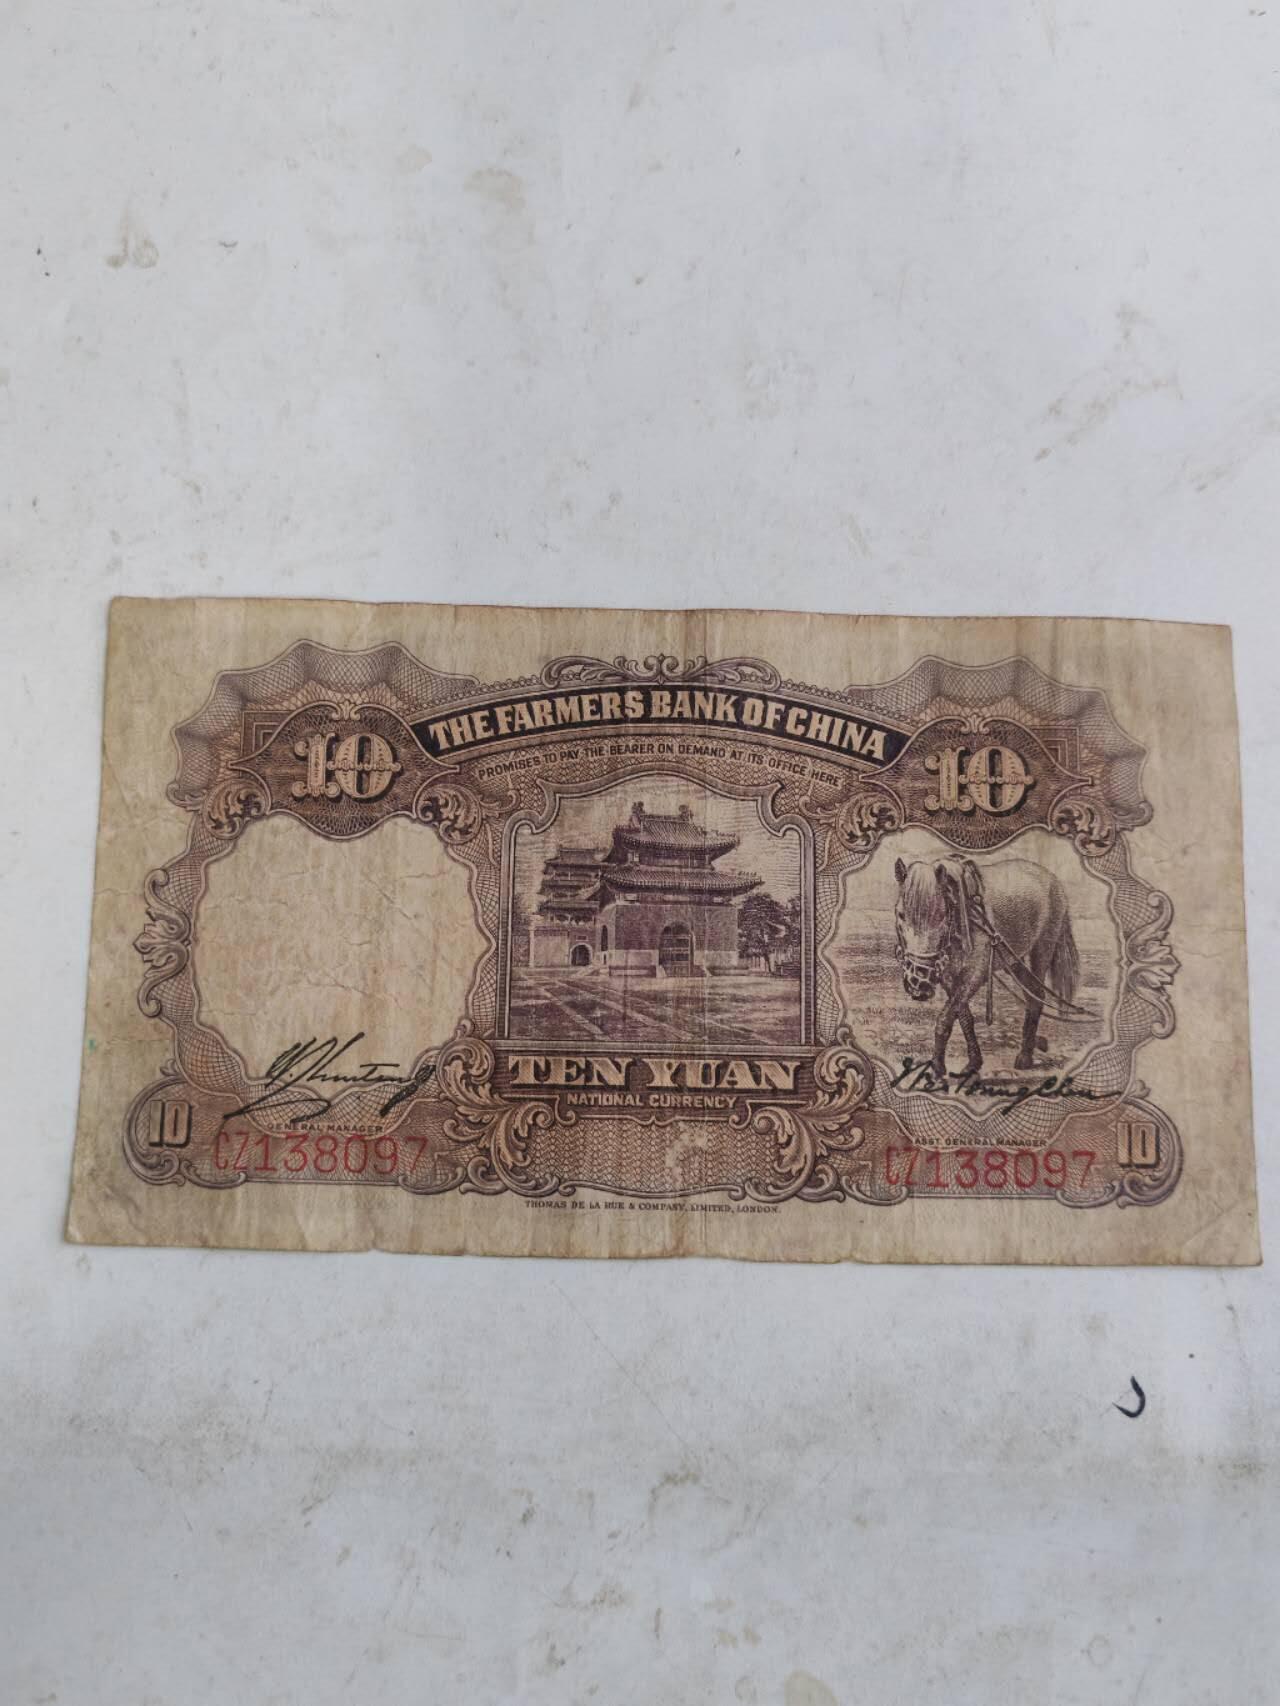 THE FARMERS BANK OF CHINA
PROMISES TO PAY THE BEARER ON DEMAND AT ITS OFFICE HERE
10 10
TEN YUAN
NATIONAL CURRENCY
GENERAL MANAGER
ASST. GENERAL MANAGER
10 CZ138097 CZ138097 10
THOMAS DE LA RUE & COMPANY, LIMITED, LONDON.